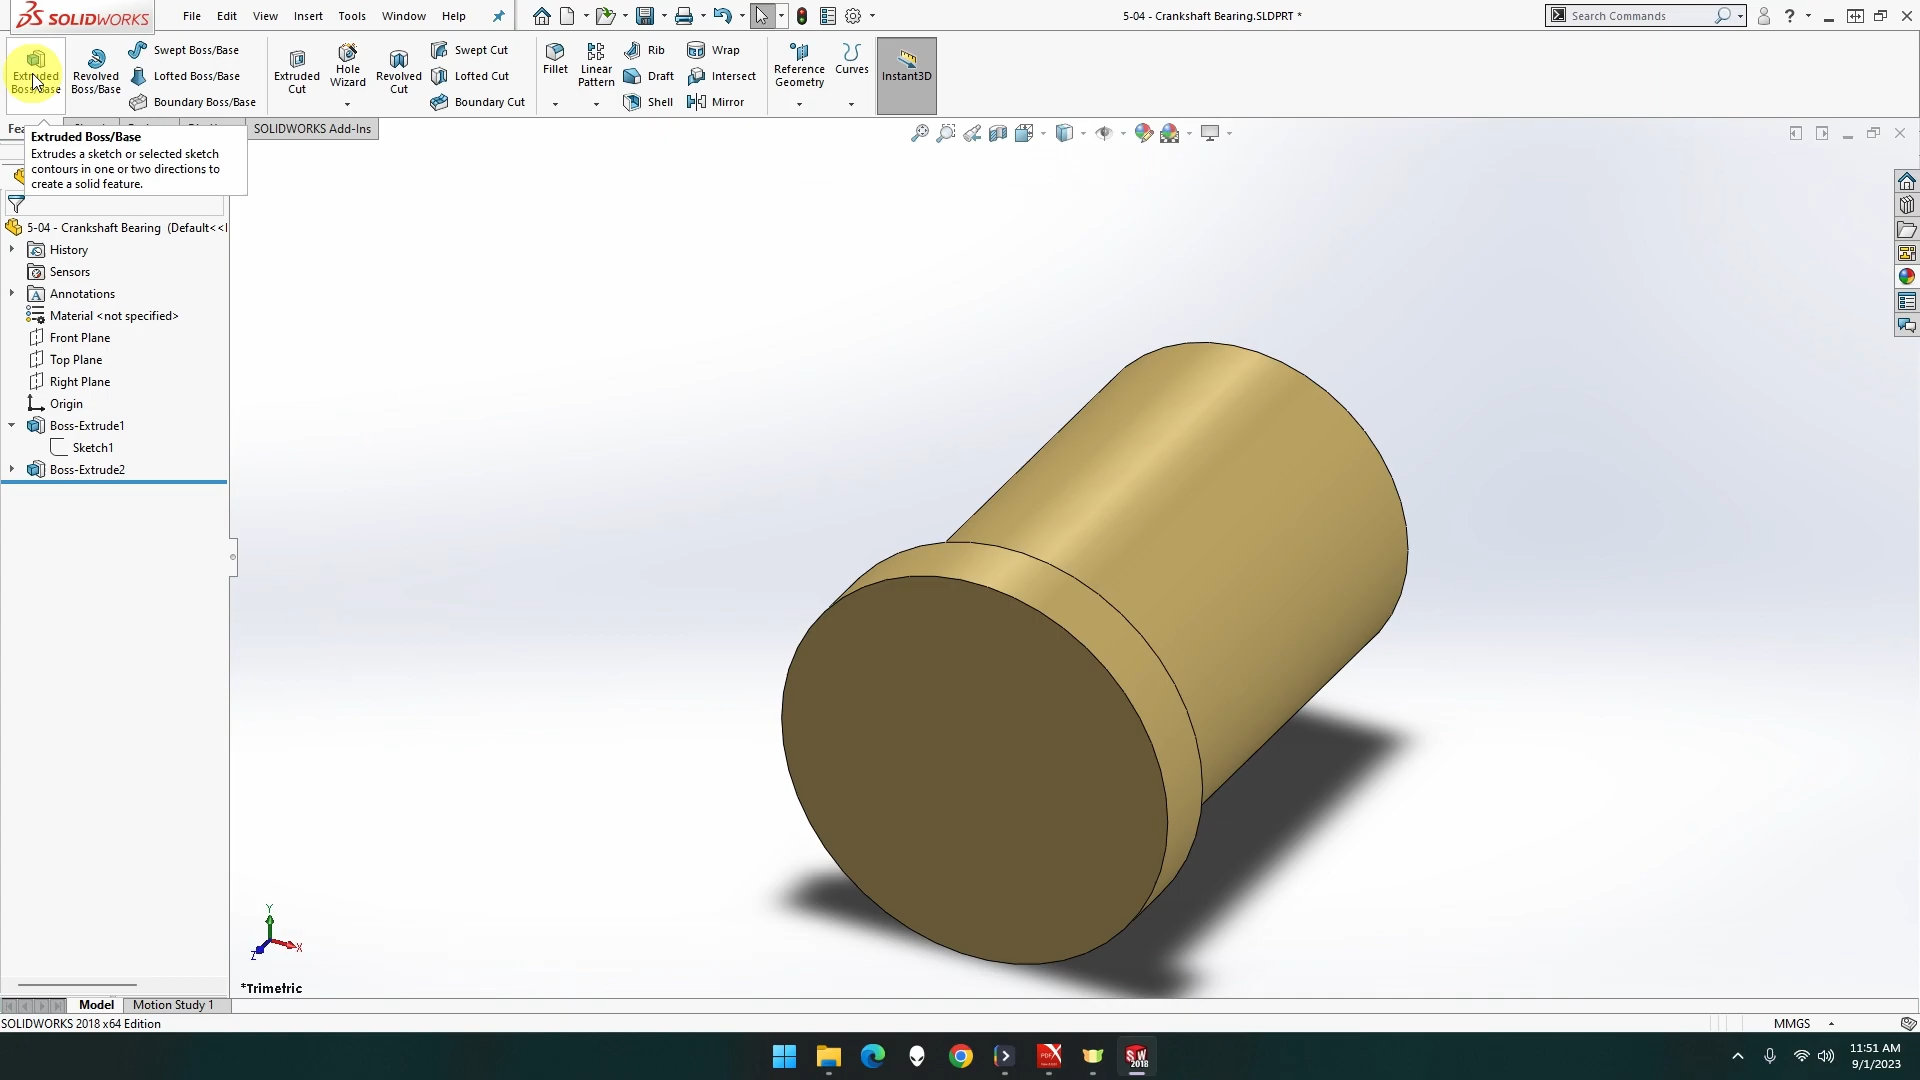 SOLIDWORKS
File
Edit
View
Insert
Tools
Window
Help
5-04 - Crankshaft Bearing.SLDPRT *
Search Commands
Extruded
Boss/Base
Revolved
Boss/Base
Swept Boss/Base
Lofted Boss/Base
Boundary Boss/Base
Extruded
Cut
Hole
Wizard
Revolved
Cut
Swept Cut
Lofted Cut
Boundary Cut
Fillet
Linear
Pattern
Rib
Draft
Shell
Wrap
Intersect
Mirror
Reference
Geometry
Curves
Instant3D
SOLIDWORKS Add-Ins
Extruded Boss/Base
Extrudes a sketch or selected sketch
contours in one or two directions to
create a solid feature.
5-04 - Crankshaft Bearing (Default<<
History
Sensors
Annotations
Material <not specified>
Front Plane
Top Plane
Right Plane
Origin
Boss-Extrude1
Sketch1
Boss-Extrude2
Y
X
Z
*Trimetric
Model
Motion Study 1
SOLIDWORKS 2018 x64 Edition
MMGS
11:51 AM
9/1/2023